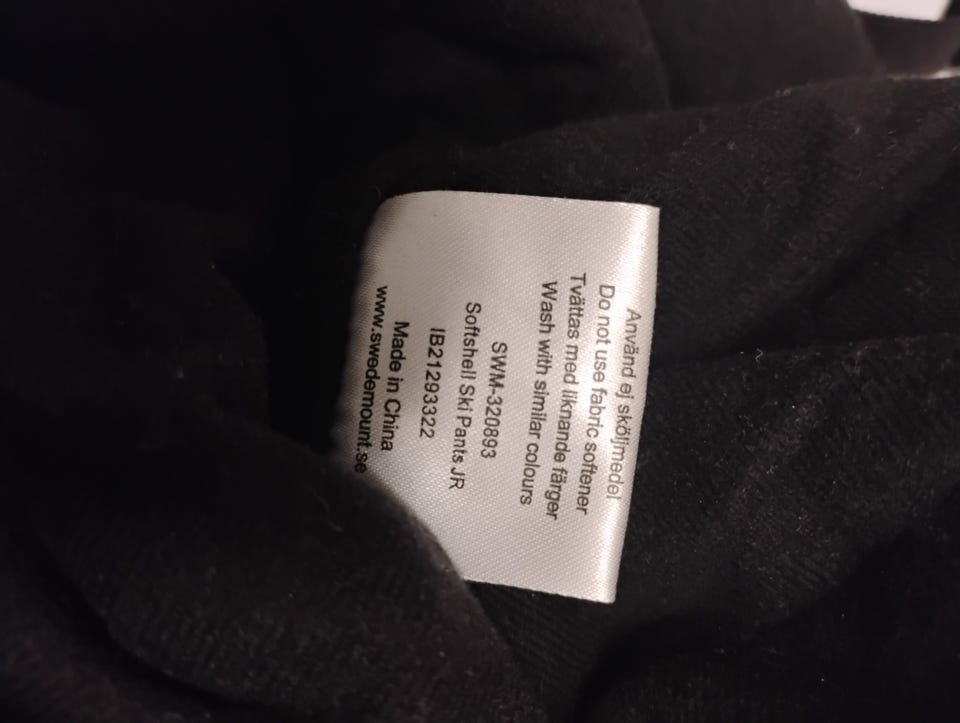 Använd ej sköljmedel
Do not use fabric softener
Tvättas med liknande färger
Wash with similar colours
SWM-320893
Softshell Ski Pants JR
IB21293322
Made in China
www.swedemount.se